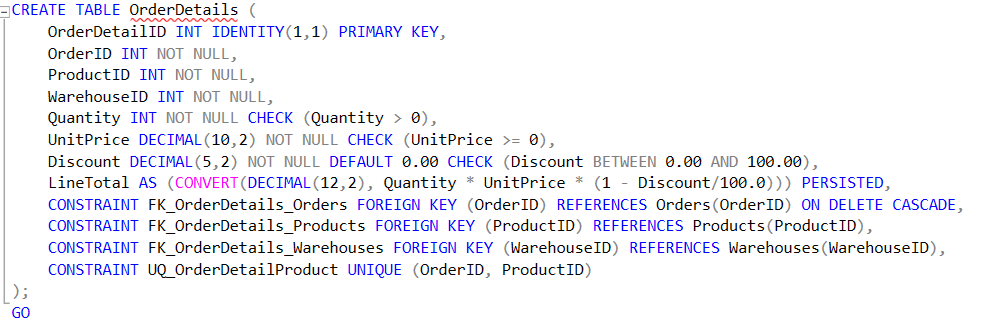 CREATE TABLE OrderDetails (
    OrderDetailID INT IDENTITY(1,1) PRIMARY KEY,
    OrderID INT NOT NULL,
    ProductID INT NOT NULL,
    WarehouseID INT NOT NULL,
    Quantity INT NOT NULL CHECK (Quantity > 0),
    UnitPrice DECIMAL(10,2) NOT NULL CHECK (UnitPrice >= 0),
    Discount DECIMAL(5,2) NOT NULL DEFAULT 0.00 CHECK (Discount BETWEEN 0.00 AND 100.00),
    LineTotal AS (CONVERT(DECIMAL(12,2), Quantity * UnitPrice * (1 - Discount/100.0))) PERSISTED,
    CONSTRAINT FK_OrderDetails_Orders FOREIGN KEY (OrderID) REFERENCES Orders(OrderID) ON DELETE CASCADE,
    CONSTRAINT FK_OrderDetails_Products FOREIGN KEY (ProductID) REFERENCES Products(ProductID),
    CONSTRAINT FK_OrderDetails_Warehouses FOREIGN KEY (WarehouseID) REFERENCES Warehouses(WarehouseID),
    CONSTRAINT UQ_OrderDetailProduct UNIQUE (OrderID, ProductID)
);
GO